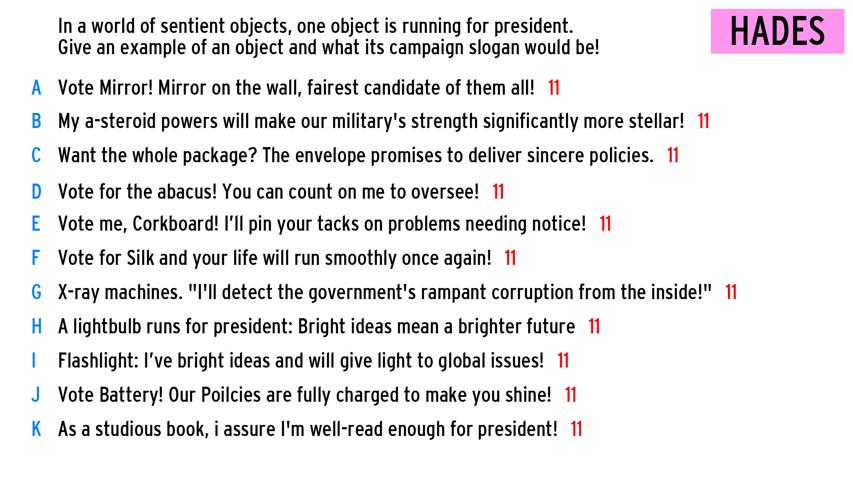 In a world of sentient objects, one object is running for president.
Give an example of an object and what its campaign slogan would be!
HADES
A Vote Mirror! Mirror on the wall, fairest candidate of them all! 11
B My a-steroid powers will make our military's strength significantly more stellar! 11
C Want the whole package? The envelope promises to deliver sincere policies. 11
D Vote for the abacus! You can count on me to oversee! 11
E Vote me, Corkboard! I’ll pin your tacks on problems needing notice! 11
F Vote for Silk and your life will run smoothly once again! 11
G X-ray machines. "I'll detect the government's rampant corruption from the inside!" 11
H A lightbulb runs for president: Bright ideas mean a brighter future 11
I Flashlight: I’ve bright ideas and will give light to global issues! 11
J Vote Battery! Our Poilcies are fully charged to make you shine! 11
K As a studious book, i assure I'm well-read enough for president! 11